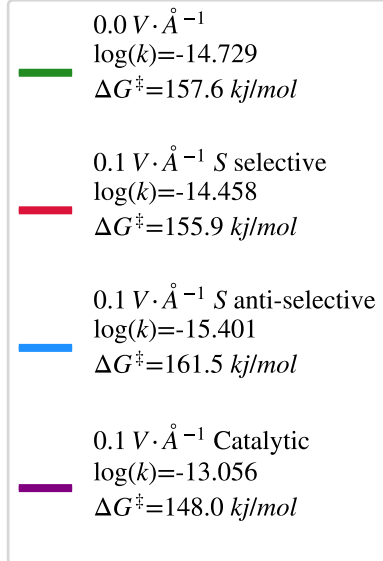 0.0 V·Å⁻¹
log(k)=-14.729
ΔG‡=157.6 kj/mol
0.1 V·Å⁻¹ S selective
log(k)=-14.458
ΔG‡=155.9 kj/mol
0.1 V·Å⁻¹ S anti-selective
log(k)=-15.401
ΔG‡=161.5 kj/mol
0.1 V·Å⁻¹ Catalytic
log(k)=-13.056
ΔG‡=148.0 kj/mol